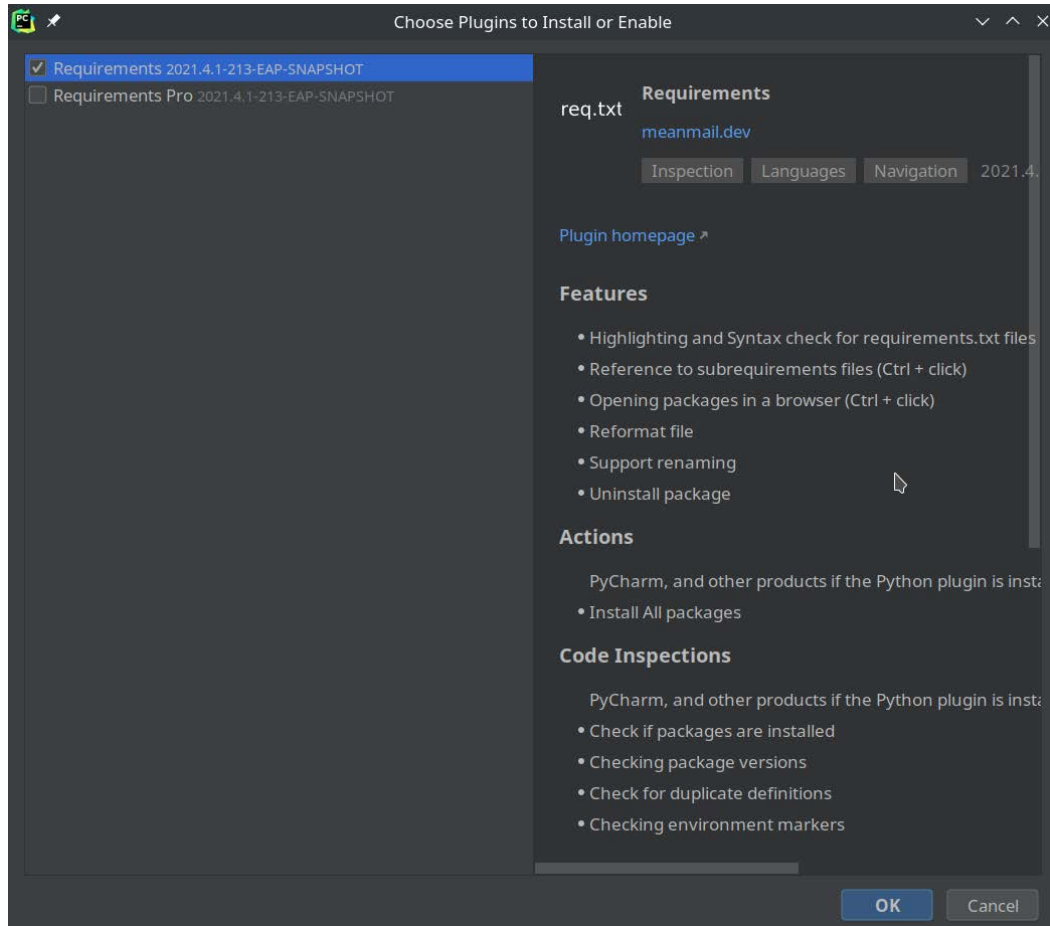 PC
Choose Plugins to Install or Enable
Requirements 2021.4.1-213-EAP-SNAPSHOT
Requirements Pro 2021.4.1-213-EAP-SNAPSHOT
req.txt
Requirements
meanmail.dev
Inspection Languages Navigation 2021.4.
Plugin homepage
Features
• Highlighting and Syntax check for requirements.txt files
• Reference to subrequirements files (Ctrl + click)
• Opening packages in a browser (Ctrl + click)
• Reformat file
• Support renaming
• Uninstall package
Actions
PyCharm, and other products if the Python plugin is insta
• Install All packages
Code Inspections
PyCharm, and other products if the Python plugin is insta
• Check if packages are installed
• Checking package versions
• Check for duplicate definitions
• Checking environment markers
OK Cancel